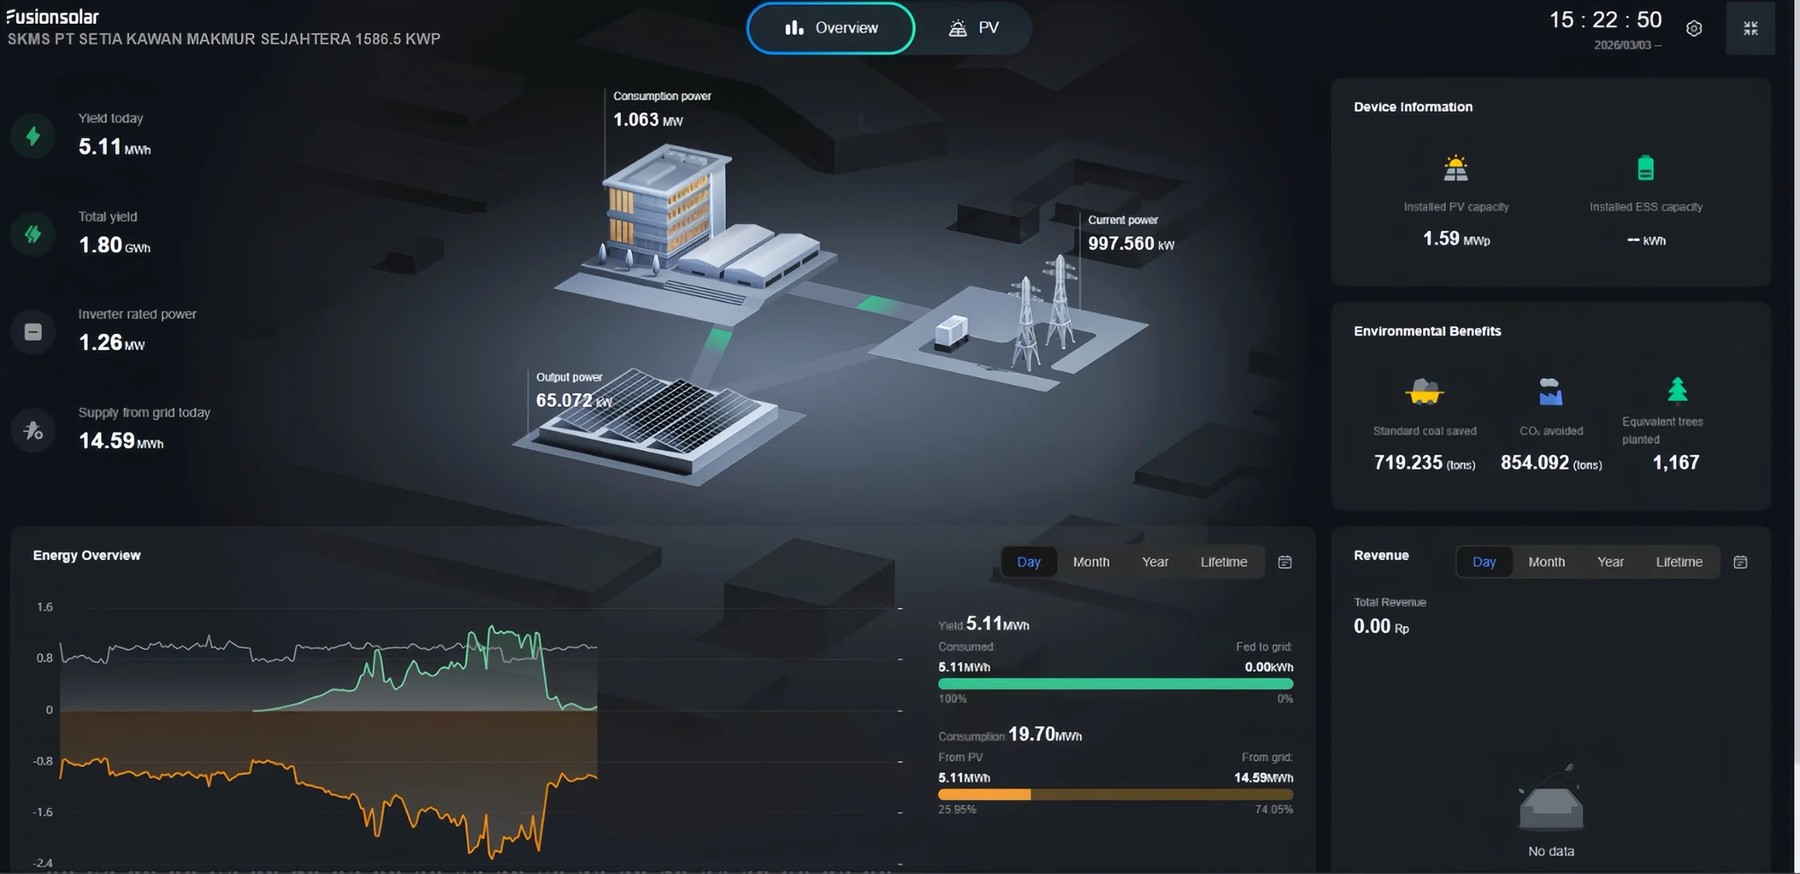 Fusionsolar
SKMS PT SETIA KAWAN MAKMUR SEJAHTERA 1586.5 KWP
Overview
PV
15 : 22 : 50
2026/03/03 --
Yield today
5.11 MWh
Total yield
1.80 GWh
Inverter rated power
1.26 MW
Supply from grid today
14.59 MWh
Consumption power
1.063 MW
Current power
997.560 kW
Output power
65.072 kW
Device Information
Installed PV capacity
1.59 MWp
Installed ESS capacity
-- kWh
Environmental Benefits
Standard coal saved
719.235 (tons)
CO₂ avoided
854.092 (tons)
Equivalent trees
planted
1,167
Energy Overview
Day Month Year Lifetime
1.6
0.8
0
-0.8
-1.6
-2.4
Yield 5.11MWh
Consumed: Fed to grid:
5.11MWh 0.00kWh
100% 0%
Consumption 19.70MWh
From PV From grid:
5.11MWh 14.59MWh
25.95% 74.05%
Revenue
Day Month Year Lifetime
Total Revenue
0.00 Rp
No data